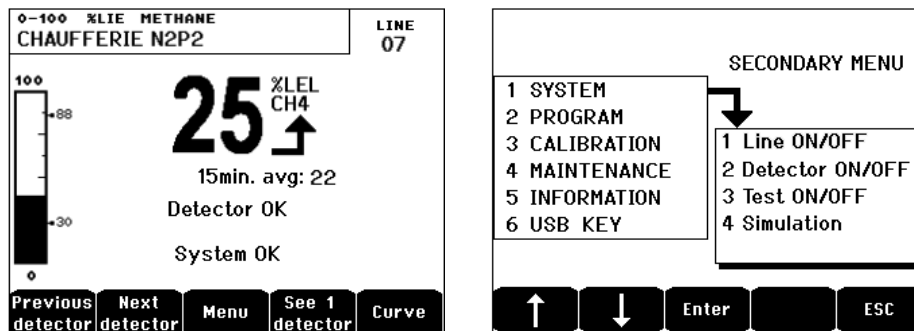 0-100 %LIE METHANE
CHAUFFERIE N2P2
LINE
07
100
88
30
0
25 %LEL
CH4
15min. avg: 22
Detector OK
System OK
Previous detector
Next detector
Menu
See 1 detector
Curve
SECONDARY MENU
1 SYSTEM
2 PROGRAM
3 CALIBRATION
4 MAINTENANCE
5 INFORMATION
6 USB KEY
1 Line ON/OFF
2 Detector ON/OFF
3 Test ON/OFF
4 Simulation
Enter
ESC